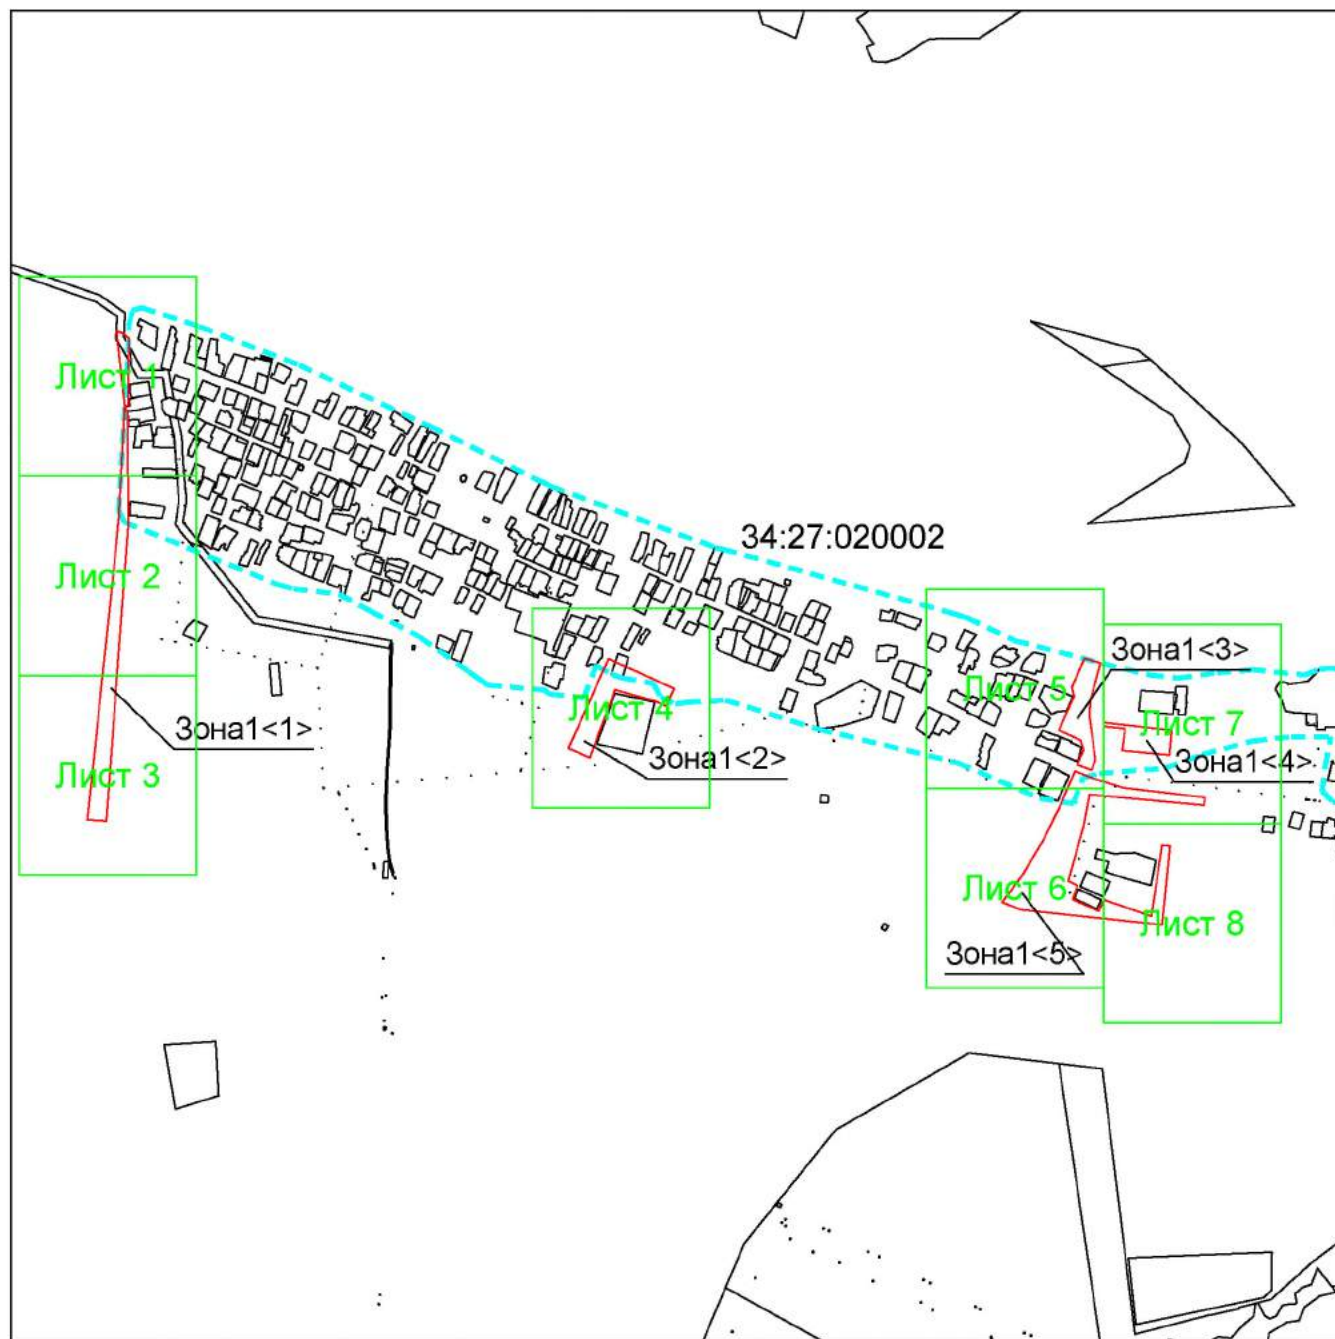 Лист 1
34:27:020002
Лист 2
Зона1<3>
Лист 5
Лист 4
Лист 7
Зона1<1>
Зона1<2>
Зона1<4>
Лист 3
Лист 6
Лист 8
Зона1<5>